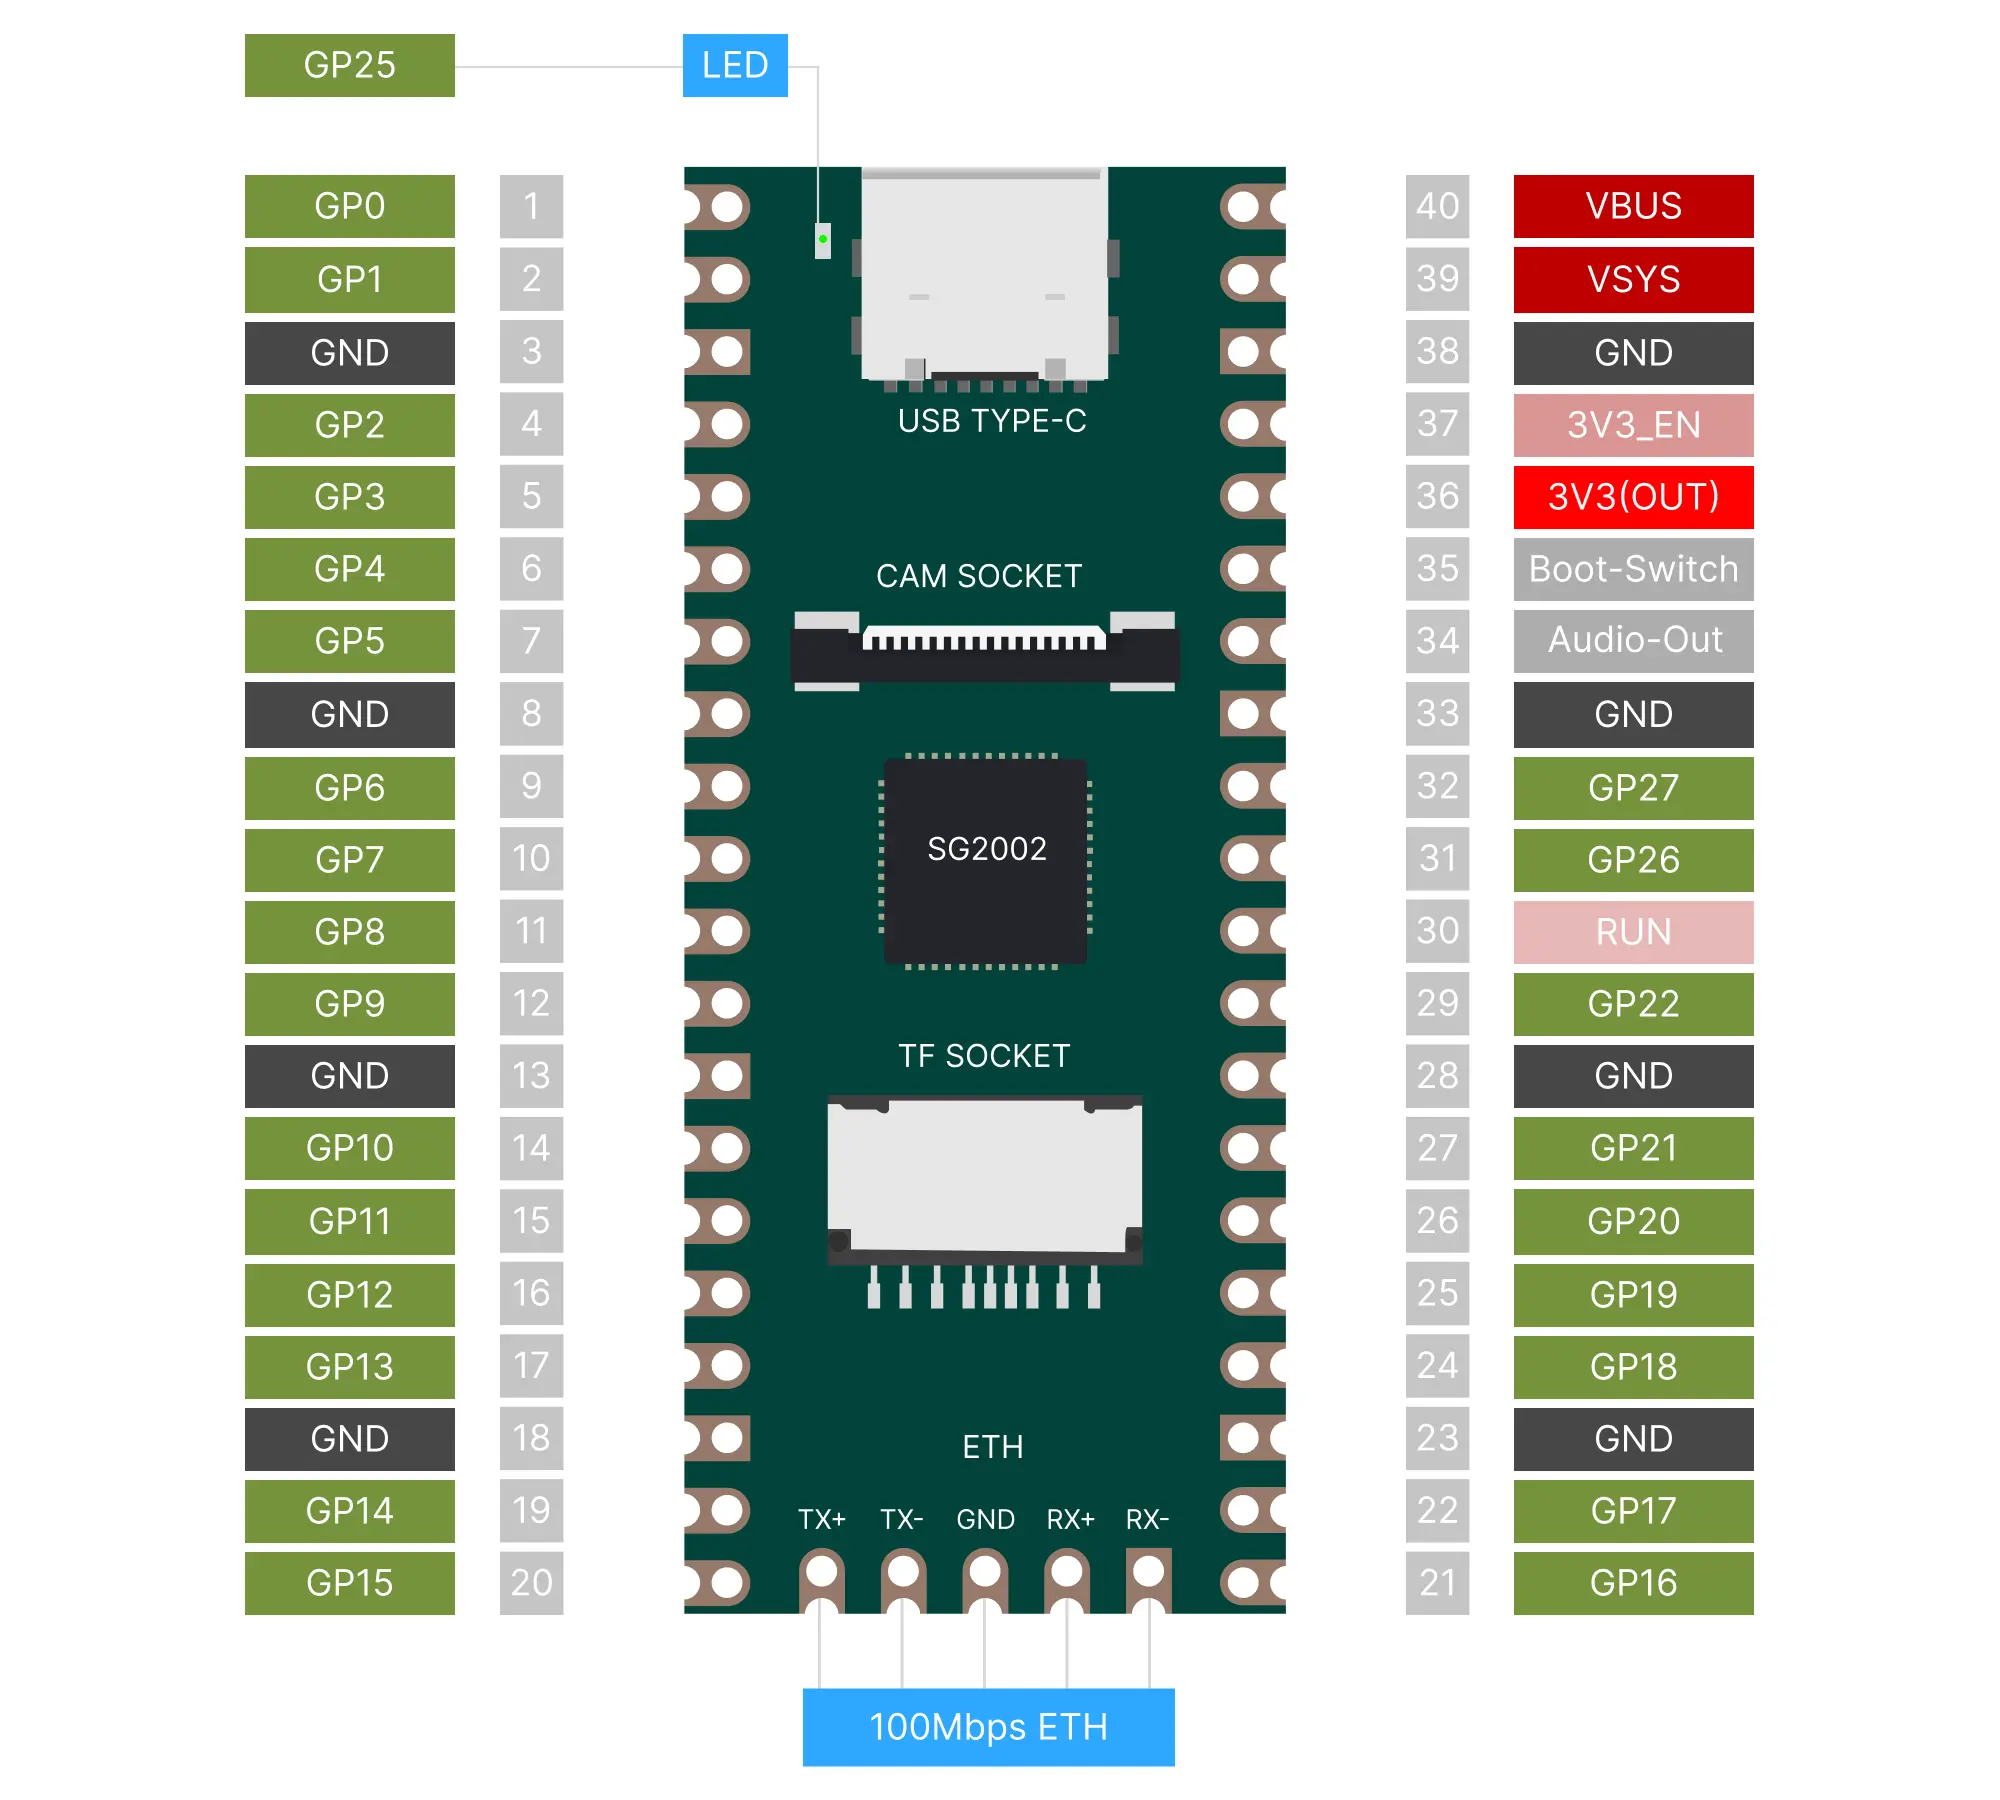 GP25 LED
GP0 1 40 VBUS
GP1 2 39 VSYS
GND 3 38 GND
GP2 4 37 3V3_EN
USB TYPE-C
GP3 5 36 3V3(OUT)
GP4 6 35 Boot-Switch
CAM SOCKET
GP5 7 34 Audio-Out
GND 8 33 GND
GP6 9 32 GP27
SG2002
GP7 10 31 GP26
GP8 11 30 RUN
GP9 12 29 GP22
TF SOCKET
GND 13 28 GND
GP10 14 27 GP21
GP11 15 26 GP20
GP12 16 25 GP19
GP13 17 24 GP18
GND 18 23 GND
ETH
GP14 19 22 GP17
TX+ TX- GND RX+ RX-
GP15 20 21 GP16
100Mbps ETH